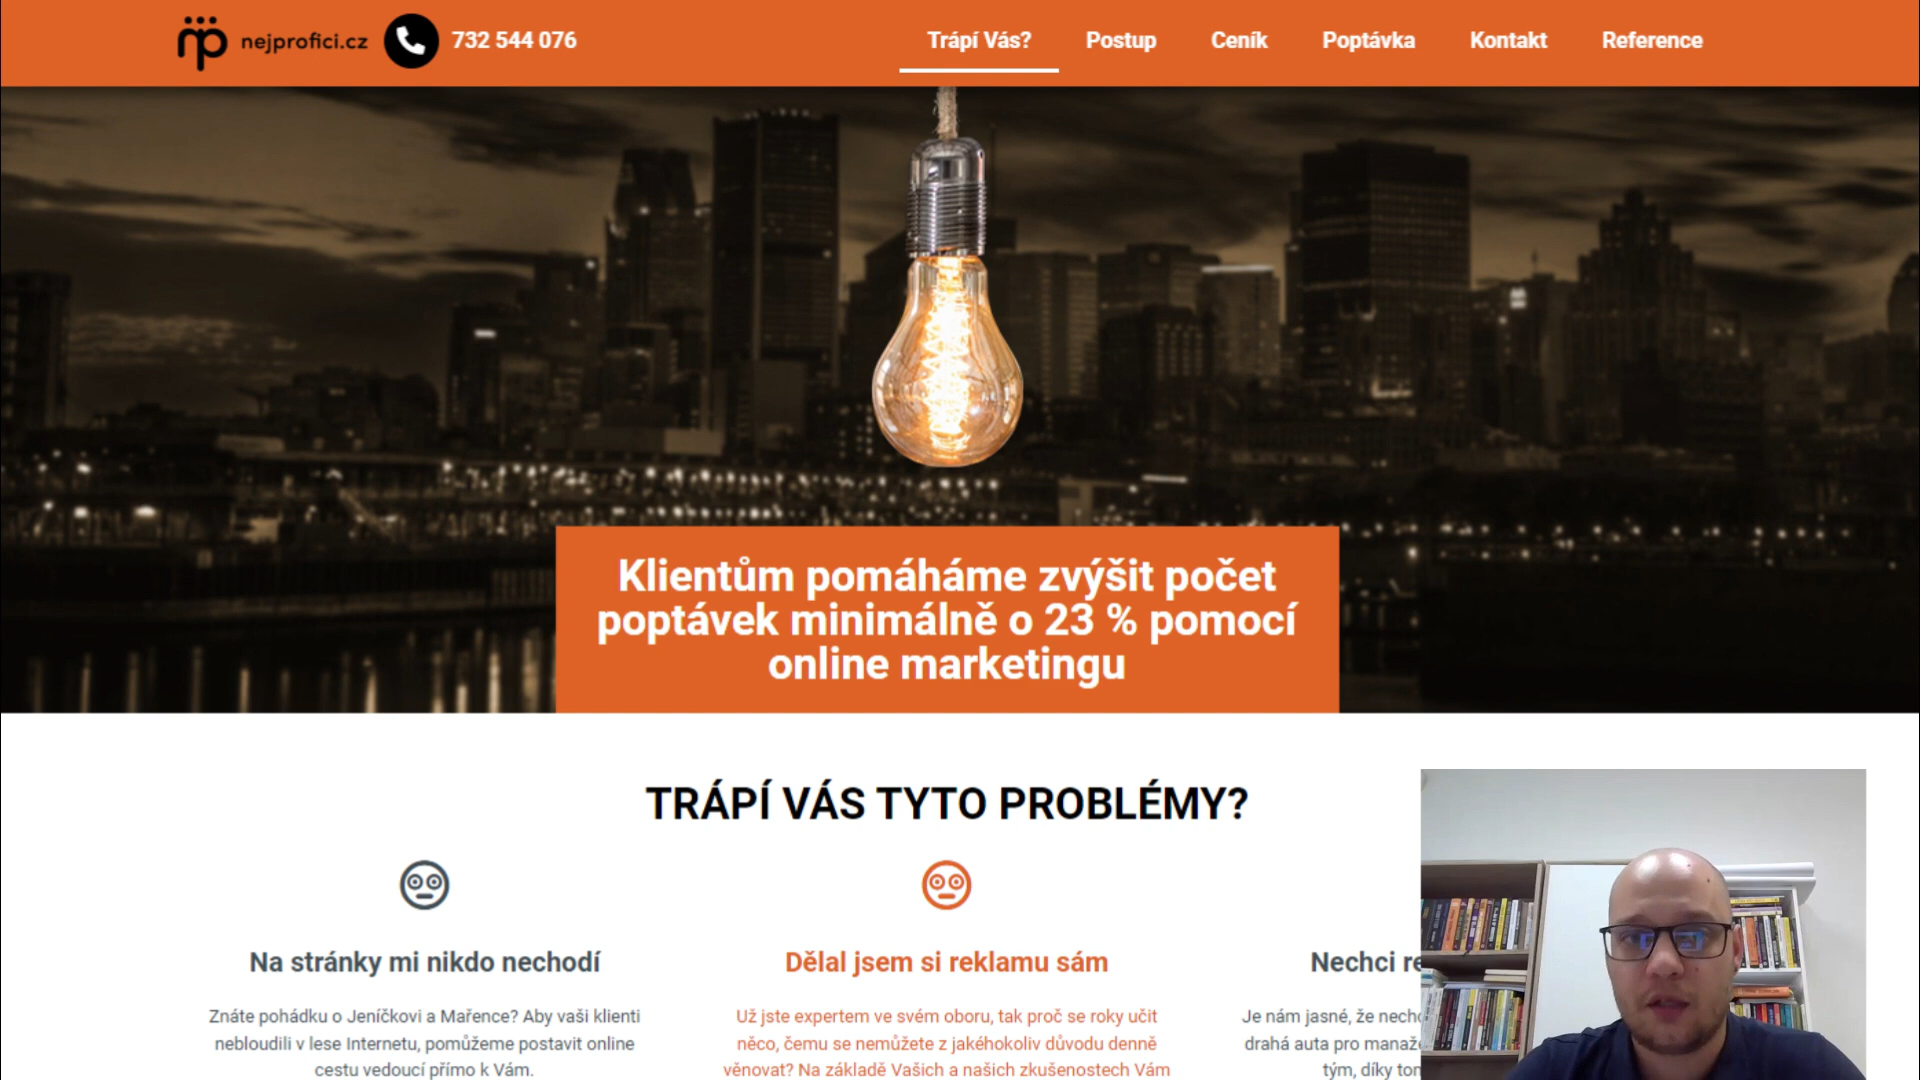 nejprofici.cz
732 544 076
Trápí Vás?
Postup
Ceník
Poptávka
Kontakt
Reference
Klientům pomáháme zvýšit počet
poptávek minimálně o 23 % pomocí
online marketingu
TRÁPÍ VÁS TYTO PROBLÉMY?
Na stránky mi nikdo nechodí
Znáte pohádku o Jeníčkovi a Mařence? Aby vaši klienti
nebloudili v lese Internetu, pomůžeme postavit online
cestu vedoucí přímo k Vám.
Dělal jsem si reklamu sám
Už jste expertem ve svém oboru, tak proč se roky učit
něco, čemu se nemůžete z jakéhokoliv důvodu denně
věnovat? Na základě Vašich a našich zkušenostech Vám
Nechci
Je nám jasné, že
drahá auta pro
tým, díky